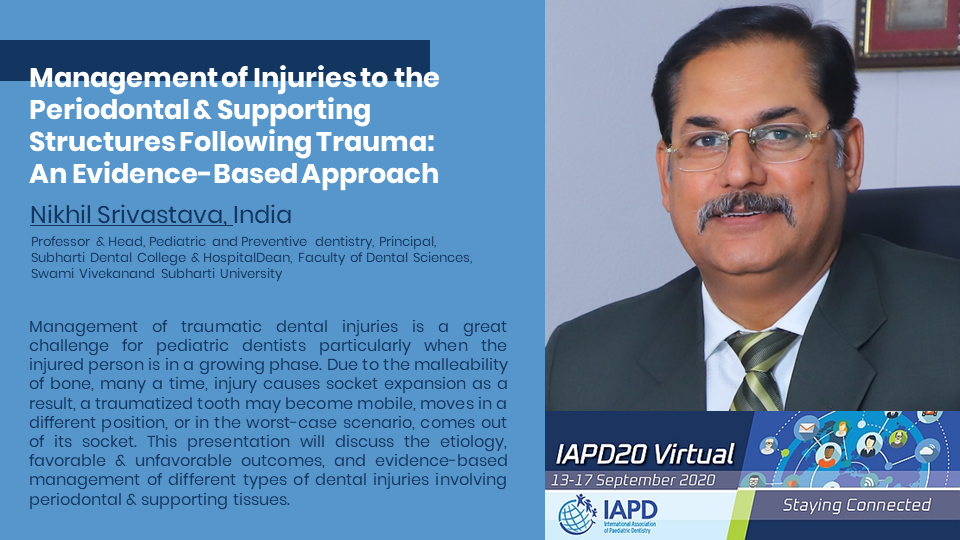 Management of Injuries to the
Periodontal & Supporting
Structures Following Trauma:
An Evidence-Based Approach
Nikhil Srivastava, India
Professor & Head, Pediatric and Preventive dentistry, Principal,
Subharti Dental College & HospitalDean, Faculty of Dental Sciences,
Swami Vivekanand Subharti University
Management of traumatic dental injuries is a great
challenge for pediatric dentists particularly when the
injured person is in a growing phase. Due to the malleability
of bone, many a time, injury causes socket expansion as a
result, a traumatized tooth may become mobile, moves in a
different position, or in the worst-case scenario, comes out
of its socket. This presentation will discuss the etiology,
favorable & unfavorable outcomes, and evidence-based
management of different types of dental injuries involving
periodontal & supporting tissues.
IAPD20 Virtual
13-17 September 2020
IAPD
International Association
of Paediatric Dentistry
Staying Connected